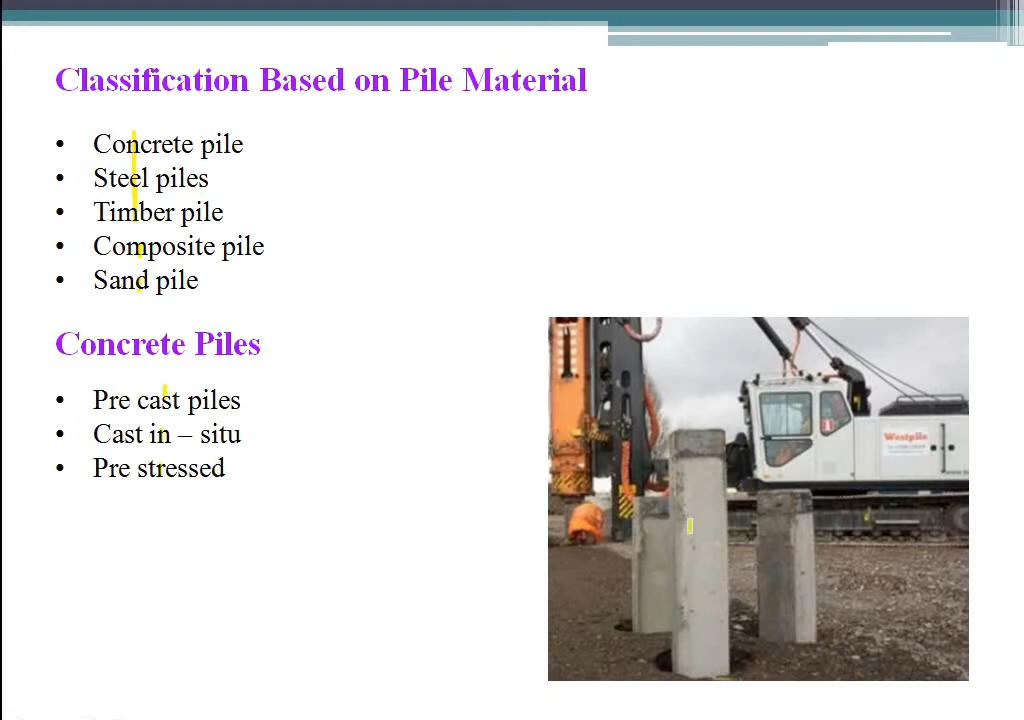 Classification Based on Pile Material
• Concrete pile
• Steel piles
• Timber pile
• Composite pile
• Sand pile
Concrete Piles
• Pre cast piles
• Cast in – situ
• Pre stressed
Westpile